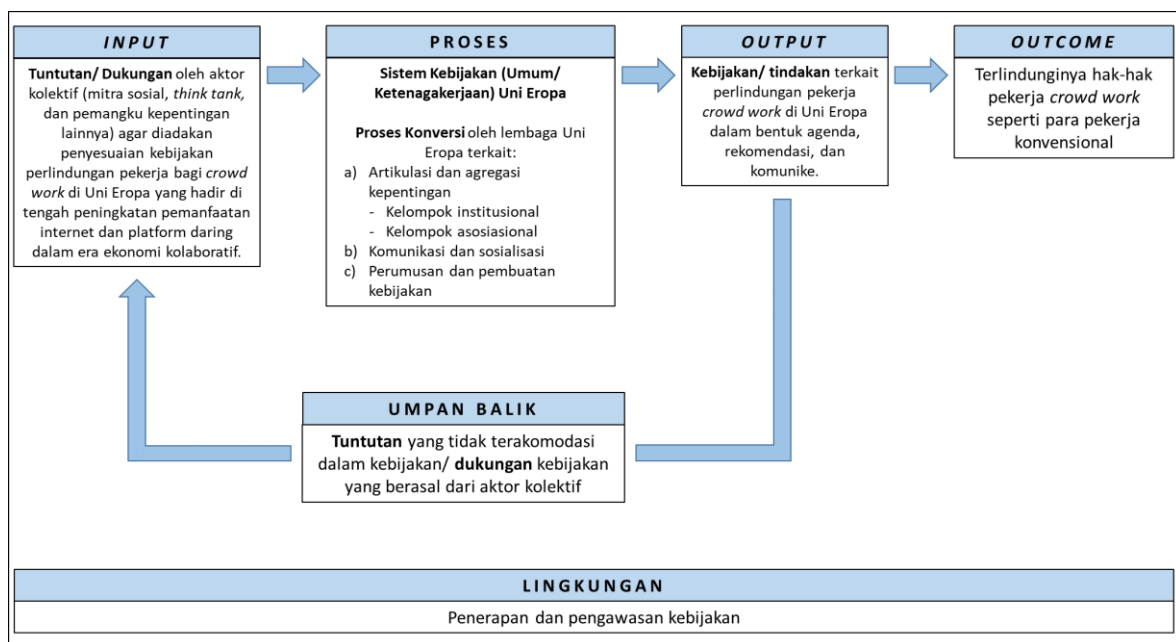 INPUT
Tuntutan/ Dukungan oleh aktor
kolektif (mitra sosial, think tank,
dan pemangku kepentingan
lainnya) agar diadakan
penyesuaian kebijakan
perlindungan pekerja bagi crowd
work di Uni Eropa yang hadir di
tengah peningkatan pemanfaatan
internet dan platform daring
dalam era ekonomi kolaboratif.
PROSES
Sistem Kebijakan (Umum/
Ketenagakerjaan) Uni Eropa
Proses Konversi oleh lembaga Uni
Eropa terkait:
a) Artikulasi dan agregasi
kepentingan
- Kelompok institusional
- Kelompok asosiasional
b) Komunikasi dan sosialisasi
c) Perumusan dan pembuatan
kebijakan
OUTPUT
Kebijakan/ tindakan terkait
perlindungan pekerja
crowd work di Uni Eropa
dalam bentuk agenda,
rekomendasi, dan
komunike.
OUTCOME
Terlindunginya hak-hak
pekerja crowd work
seperti para pekerja
konvensional
UMPAN BALIK
Tuntutan yang tidak terakomodasi
dalam kebijakan/ dukungan kebijakan
yang berasal dari aktor kolektif
LINGKUNGAN
Penerapan dan pengawasan kebijakan